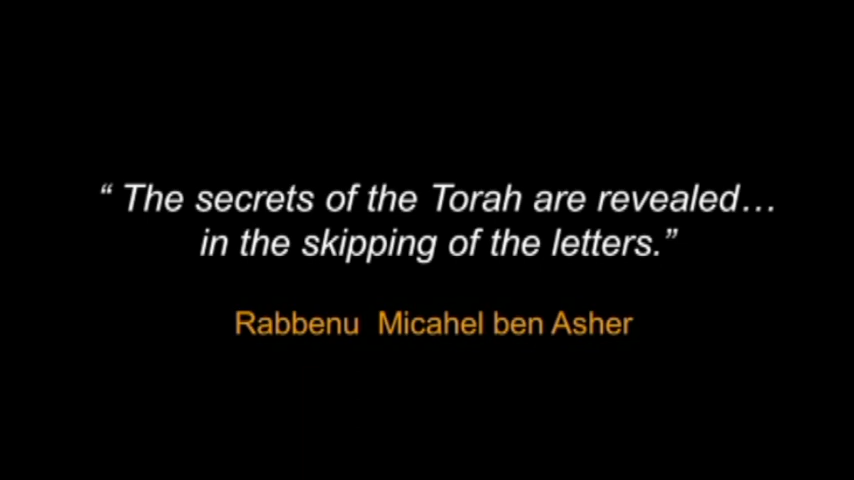 “ The secrets of the Torah are revealed…
in the skipping of the letters.”
Rabbenu  Micahel ben Asher